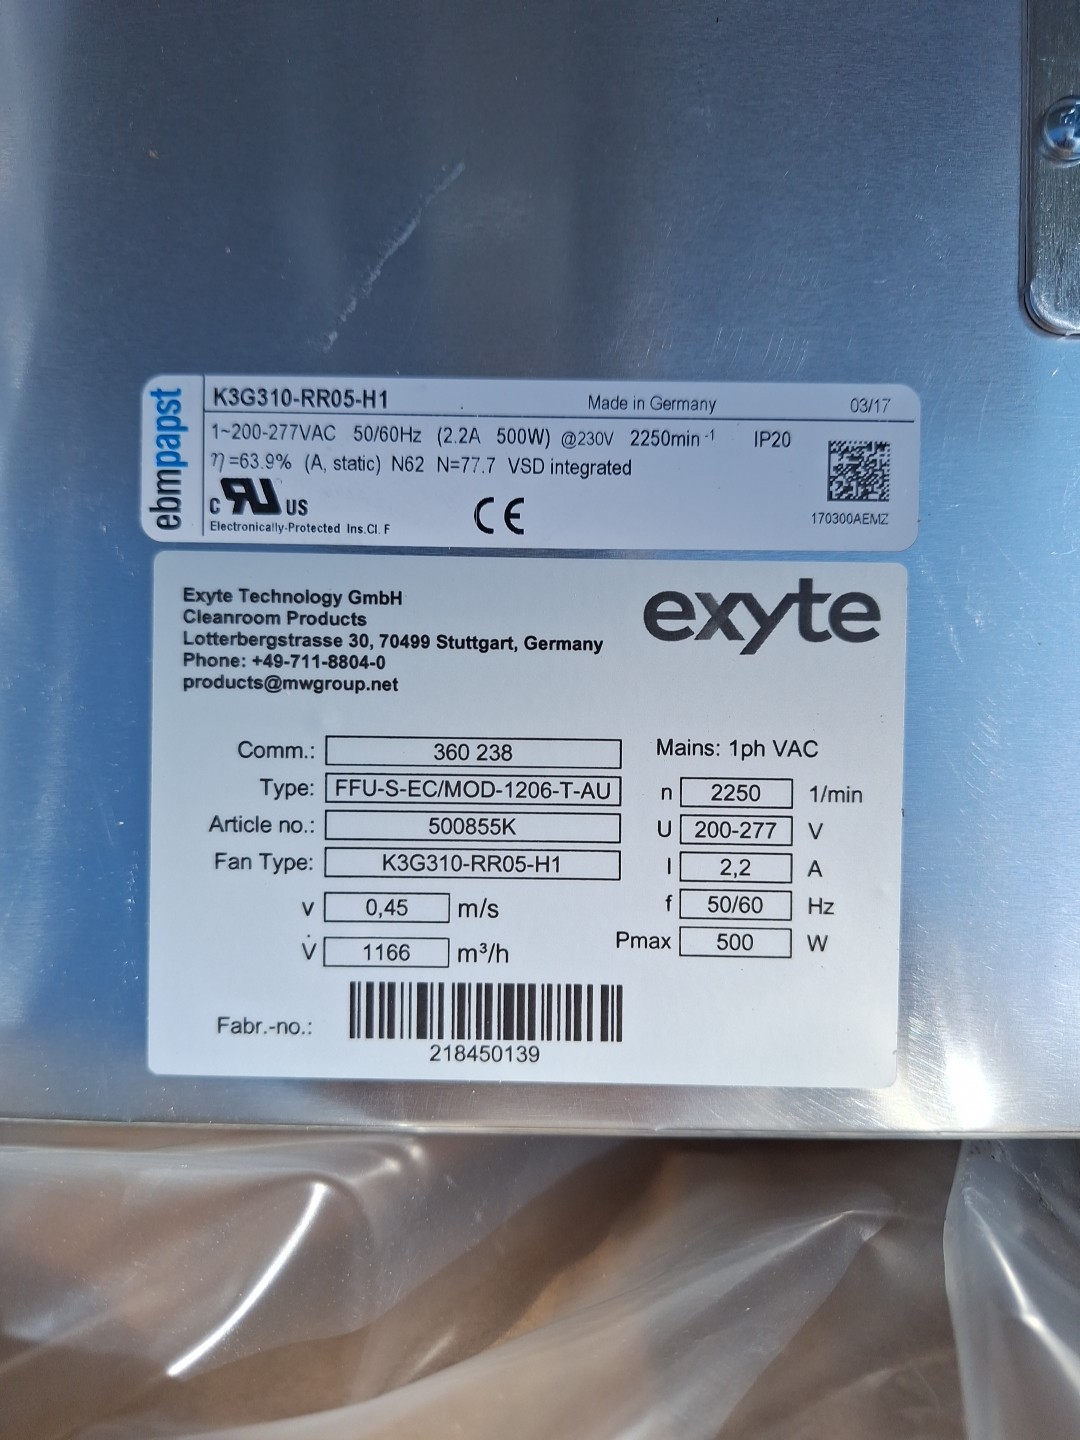 ebmpapst
K3G310-RR05-H1 Made in Germany 03/17
1~200-277VAC 50/60Hz (2.2A 500W) @230V 2250min⁻¹ IP20
η=63.9% (A, static) N62 N=77.7 VSD integrated
C RU US CE
Electronically-Protected Ins.Cl. F 170300AEMZ
Exyte Technology GmbH
Cleanroom Products
Lotterbergstrasse 30, 70499 Stuttgart, Germany
Phone: +49-711-8804-0
products@mwgroup.net
exyte
Comm.: 360 238 Mains: 1ph VAC
Type: FFU-S-EC/MOD-1206-T-AU n 2250 1/min
Article no.: 500855K U 200-277 V
Fan Type: K3G310-RR05-H1 I 2,2 A
v 0,45 m/s f 50/60 Hz
V̇ 1166 m³/h Pmax 500 W
Fabr.-no.:
218450139